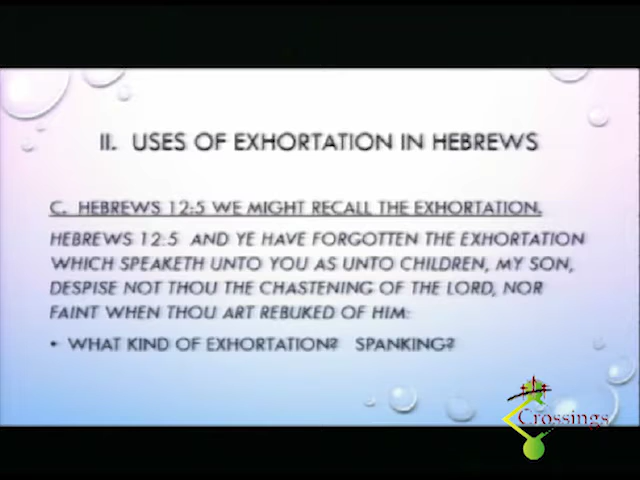 II. USES OF EXHORTATION IN HEBREWS
C. HEBREWS 12:5 WE MIGHT RECALL THE EXHORTATION.
HEBREWS 12:5 AND YE HAVE FORGOTTEN THE EXHORTATION
WHICH SPEAKETH UNTO YOU AS UNTO CHILDREN, MY SON,
DESPISE NOT THOU THE CHASTENING OF THE LORD, NOR
FAINT WHEN THOU ART REBUKED OF HIM:
• WHAT KIND OF EXHORTATION? SPANKING?
Crossings